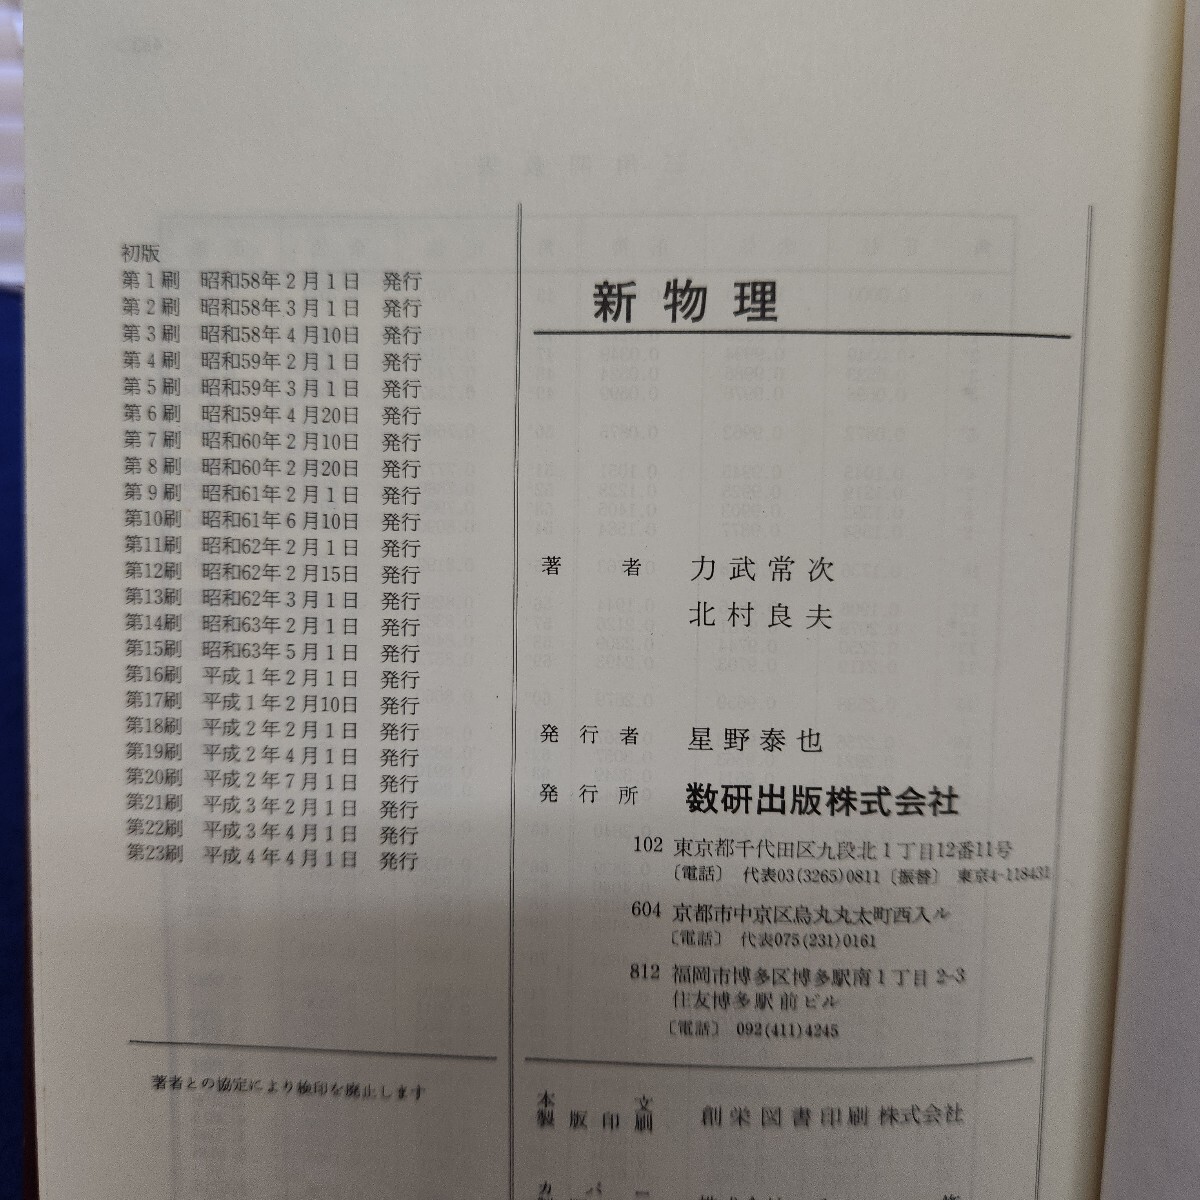 初版
第1刷 昭和58年2月1日 発行
第2刷 昭和58年3月1日 発行
第3刷 昭和58年4月10日 発行
第4刷 昭和59年2月1日 発行
第5刷 昭和59年3月1日 発行
第6刷 昭和59年4月20日 発行
第7刷 昭和60年2月10日 発行
第8刷 昭和60年2月20日 発行
第9刷 昭和61年2月1日 発行
第10刷 昭和61年6月10日 発行
第11刷 昭和62年2月1日 発行
第12刷 昭和62年2月15日 発行
第13刷 昭和62年3月1日 発行
第14刷 昭和63年2月1日 発行
第15刷 昭和63年5月1日 発行
第16刷 平成1年2月1日 発行
第17刷 平成1年2月10日 発行
第18刷 平成2年2月1日 発行
第19刷 平成2年4月1日 発行
第20刷 平成2年7月1日 発行
第21刷 平成3年2月1日 発行
第22刷 平成3年4月1日 発行
第23刷 平成4年4月1日 発行
著者との協定により検印を廃止します
新物理
著者 力武常次
北村良夫
発行者 星野泰也
発行所 数研出版株式会社
102 東京都千代田区九段北1丁目12番11号
〔電話〕 代表03(3265)0811〔振替〕 東京4-118431
604 京都市中京区烏丸丸太町西入ル
〔電話〕 代表075(231)0161
812 福岡市博多区博多駅南1丁目2-3
住友博多駅前ビル
〔電話〕 092(411)4245
本文
製版印刷 創栄図書印刷株式会社
カバー